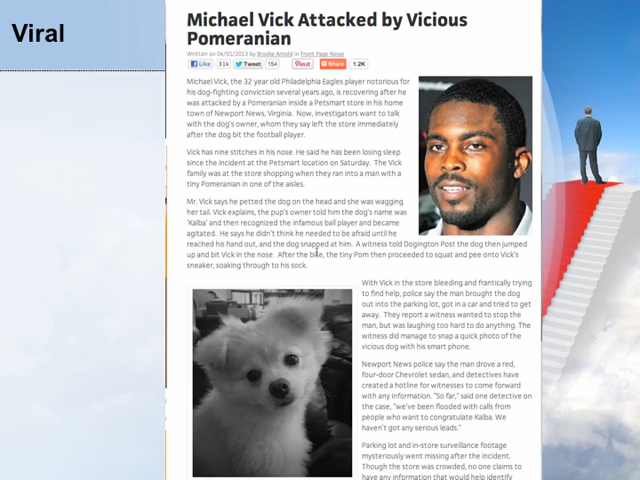 Viral
Michael Vick Attacked by Vicious
Pomeranian
Written on 04/01/2013 by Brooke Arnold in Front Page News
Like 31k Tweet 154 Pin it Share 1.2K
Michael Vick, the 32 year old Philadelphia Eagles player notorious for
his dog-fighting conviction several years ago, is recovering after he
was attacked by a Pomeranian inside a Petsmart store in his home
town of Newport News, Virginia. Now, investigators want to talk
with the dog's owner, whom they say left the store immediately
after the dog bit the football player.
Vick has nine stitches in his nose. He said he has been losing sleep
since the incident at the Petsmart location on Saturday. The Vick
family was at the store shopping when they ran into a man with a
tiny Pomeranian in one of the aisles.
Mr. Vick says he petted the dog on the head and she was wagging
her tail. Vick explains, the pup's owner told him the dog's name was
'Kalba' and then recognized the infamous ball player and became
agitated. He says he didn't think he needed to be afraid until he
reached his hand out, and the dog snapped at him. A witness told Dogington Post the dog then jumped
up and bit Vick in the nose. After the bite, the tiny Pom then proceeded to squat and pee onto Vick's
sneaker, soaking through to his sock.
With Vick in the store bleeding and frantically trying
to find help, police say the man brought the dog
out into the parking lot, got in a car and tried to get
away. They report a witness wanted to stop the
man, but was laughing too hard to do anything. The
witness did manage to snap a quick photo of the
vicious dog with his smart phone.
Newport News police say the man drove a red,
four-door Chevrolet sedan, and detectives have
created a hotline for witnesses to come forward
with any information. "So far," said one detective on
the case, "we've been flooded with calls from
people who want to congratulate Kalba. We
haven't got any serious leads."
Parking lot and in-store surveillance footage
mysteriously went missing after the incident.
Though the store was crowded, no one claims to
have any information that would help identify